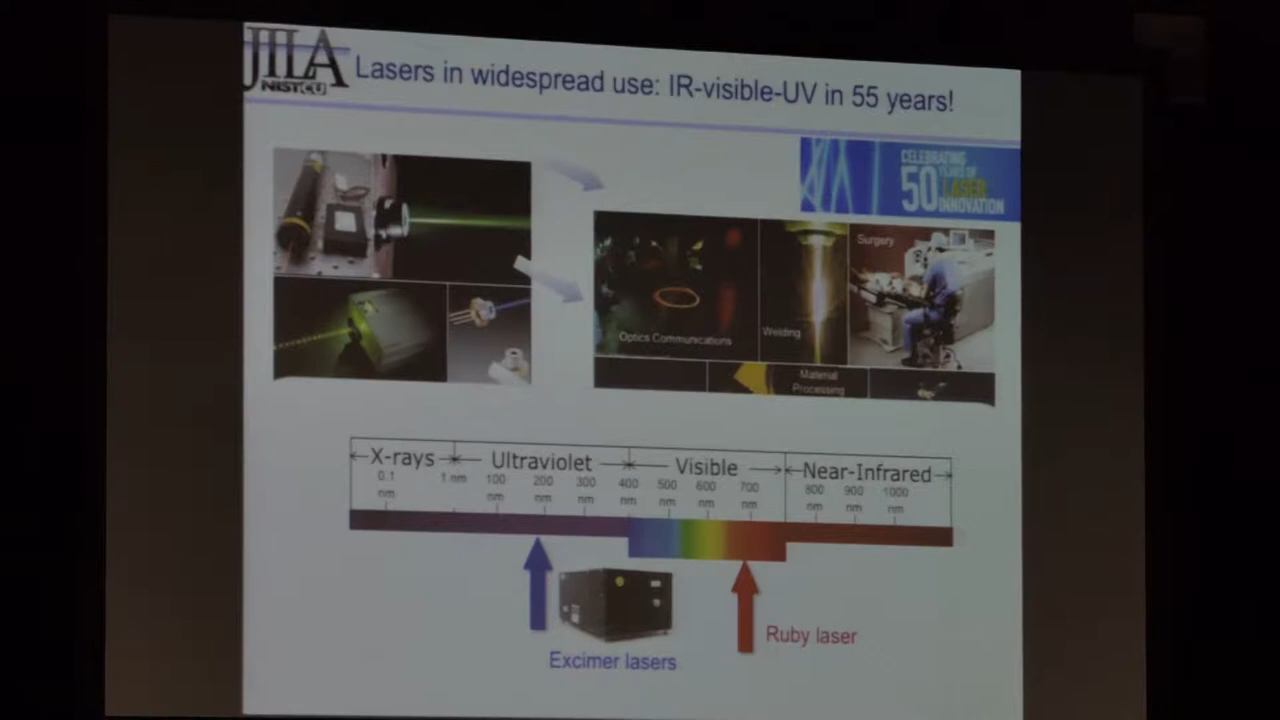 JILA
NIST CU
Lasers in widespread use: IR-visible-UV in 55 years!
CELEBRATING
50 YEARS OF
LASER
INNOVATION
Surgery
Optics Communications
Welding
Material
Processing
X-rays
Ultraviolet
Visible
Near-Infrared
0.1 nm
1 nm
100 nm
200 nm
300 nm
400 nm
500 nm
600 nm
700 nm
800 nm
900 nm
1000 nm
Ruby laser
Excimer lasers